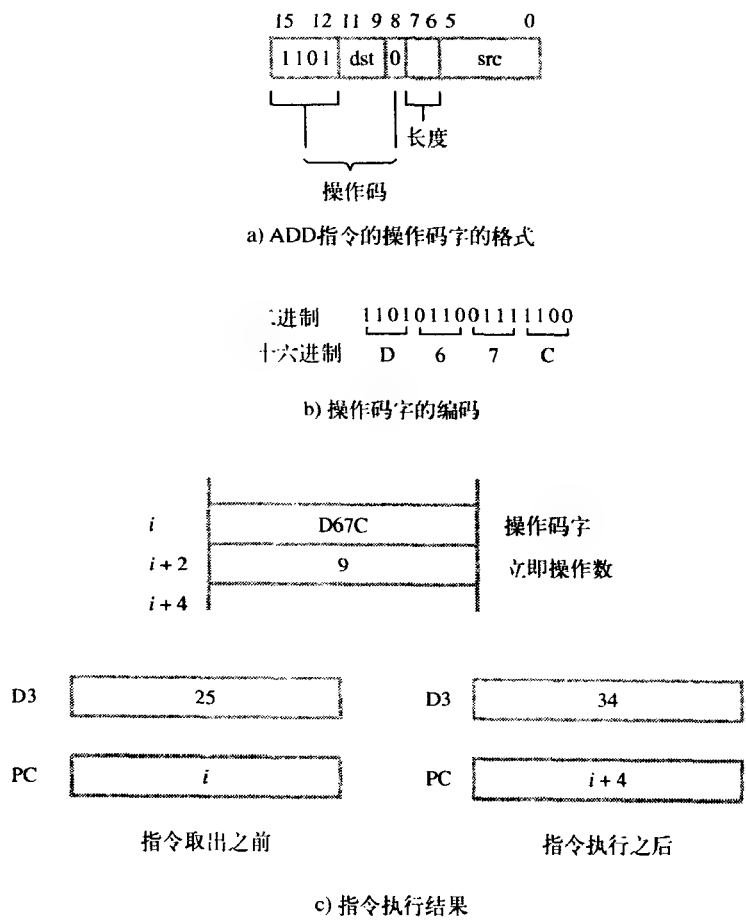 15 12 11 9 8 7 6 5 0
1101 dst 0 src
长度
操作码
a) ADD指令的操作码字的格式
二进制 1101011001111100
十六进制 D 6 7 C
b) 操作码字的编码
i D67C 操作码字
i + 2 9 立即操作数
i + 4
D3 25 D3 34
PC i PC i + 4
指令取出之前 指令执行之后
c) 指令执行结果